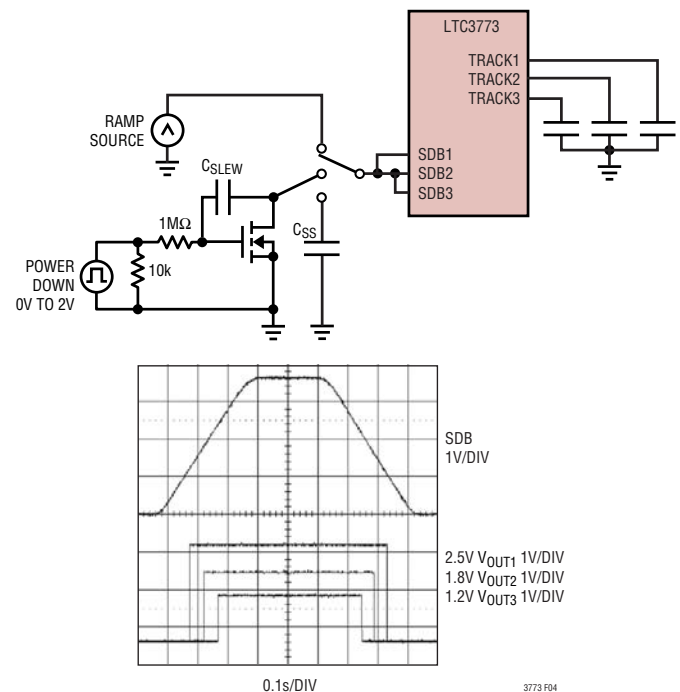 LTC3773
TRACK1
TRACK2
TRACK3
RAMP
SOURCE
SDB1
SDB2
SDB3
CSLEW
1MΩ
CSS
10k
POWER
DOWN
0V TO 2V
SDB
1V/DIV
2.5V VOUT1 1V/DIV
1.8V VOUT2 1V/DIV
1.2V VOUT3 1V/DIV
0.1s/DIV
3773 F04